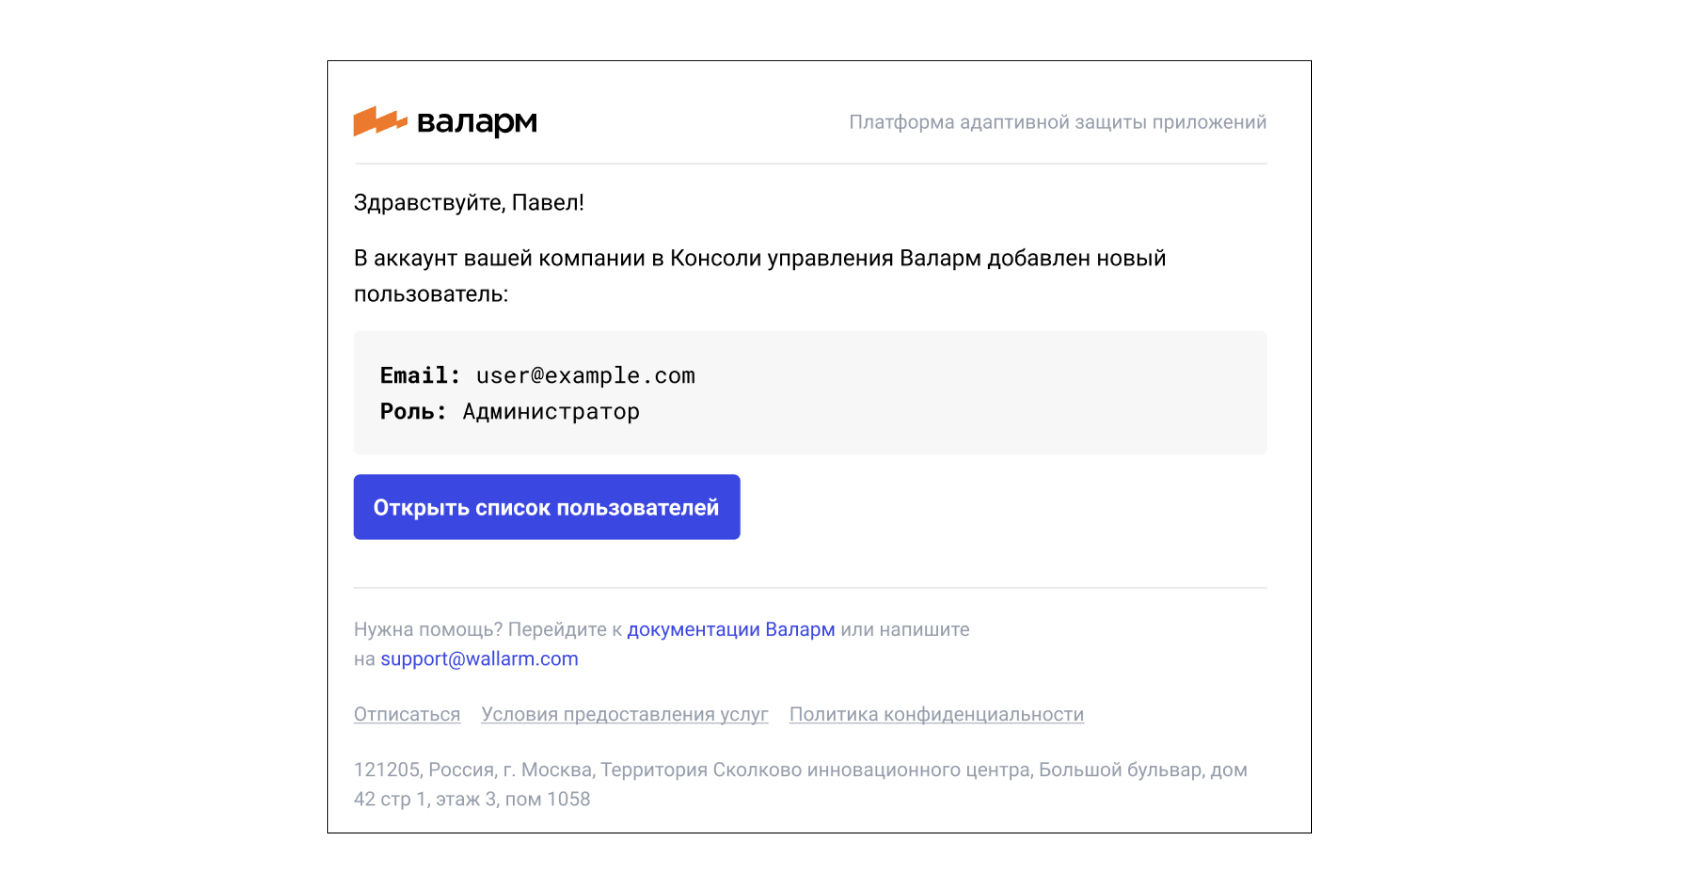 валарм
Платформа адаптивной защиты приложений
Здравствуйте, Павел!
В аккаунт вашей компании в Консоли управления Валарм добавлен новый
пользователь:
Email: user@example.com
Роль: Администратор
Открыть список пользователей
Нужна помощь? Перейдите к документации Валарм или напишите
на support@wallarm.com
Отписаться Условия предоставления услуг Политика конфиденциальности
121205, Россия, г. Москва, Территория Сколково инновационного центра, Большой бульвар, дом
42 стр 1, этаж 3, пом 1058